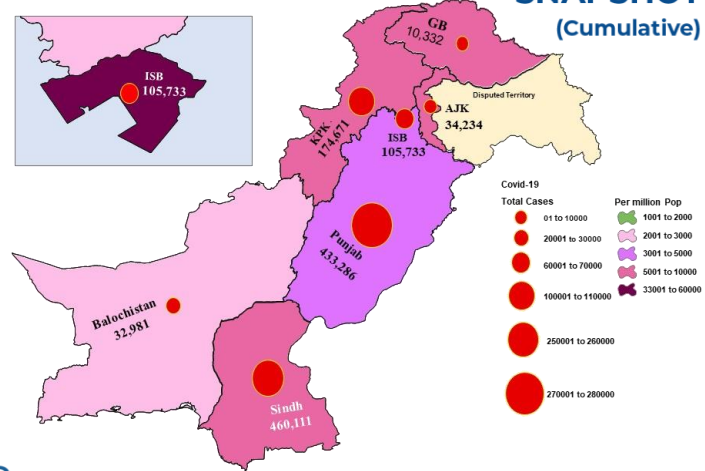 SNAPSHOT
(Cumulative)
ISB
105,733
GB
10,332
KPK
174,671
ISB
105,733
AJK
34,234
Disputed Territory
Punjab
433,286
Balochistan
32,981
Sindh
460,111
Covid-19
Total Cases
01 to 10000
20001 to 30000
60001 to 70000
100001 to 110000
250001 to 260000
270001 to 280000
Per million Pop
1001 to 2000
2001 to 3000
3001 to 5000
5001 to 10000
33001 to 60000